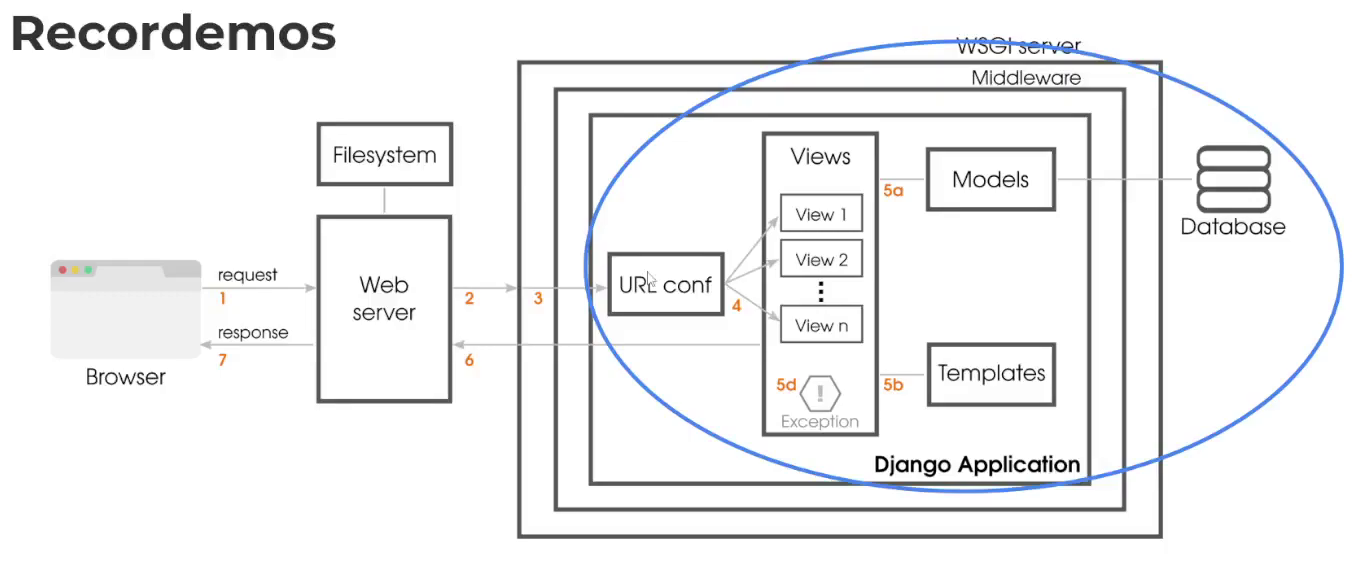 Recordemos
WSGI server
Middleware
Filesystem
Views
Models
5a
View 1
Database
View 2
URL conf
request
Web
server
1
2
3
4
View n
response
7
6
Browser
5d
!
5b
Templates
Exception
Django Application